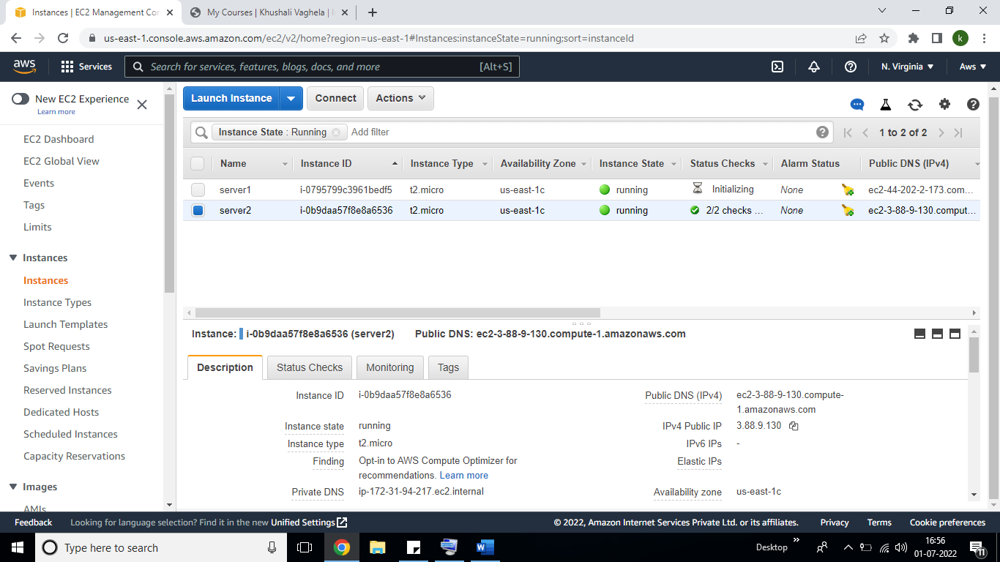 Instances | EC2 Management Con
My Courses | Khushali Vaghela |
us-east-1.console.aws.amazon.com/ec2/v2/home?region=us-east-1#Instances:instanceState=running;sort=instanceId
k
aws
Services
Search for services, features, blogs, docs, and more
[Alt+S]
N. Virginia
Aws
New EC2 Experience
Learn more
EC2 Dashboard
EC2 Global View
Events
Tags
Limits
Instances
Instances
Instance Types
Launch Templates
Spot Requests
Savings Plans
Reserved Instances
Dedicated Hosts
Scheduled Instances
Capacity Reservations
Images
AMIs
Launch Instance
Connect
Actions
Instance State : Running
Add filter
1 to 2 of 2
Name Instance ID Instance Type Availability Zone Instance State Status Checks Alarm Status Public DNS (IPv4)
server1 i-0795799c3961bedf5 t2.micro us-east-1c running Initializing None ec2-44-202-2-173.com...
server2 i-0b9daa57f8e8a6536 t2.micro us-east-1c running 2/2 checks ... None ec2-3-88-9-130.comput...
Instance: i-0b9daa57f8e8a6536 (server2) Public DNS: ec2-3-88-9-130.compute-1.amazonaws.com
Description Status Checks Monitoring Tags
Instance ID i-0b9daa57f8e8a6536
Instance state running
Instance type t2.micro
Finding Opt-in to AWS Compute Optimizer for
recommendations. Learn more
Private DNS ip-172-31-94-217.ec2.internal
Public DNS (IPv4) ec2-3-88-9-130.compute-
1.amazonaws.com
IPv4 Public IP 3.88.9.130
IPv6 IPs -
Elastic IPs
Availability zone us-east-1c
Feedback
Looking for language selection? Find it in the new Unified Settings
© 2022, Amazon Internet Services Private Ltd. or its affiliates.
Privacy
Terms
Cookie preferences
Type here to search
Desktop
16:56
01-07-2022
11